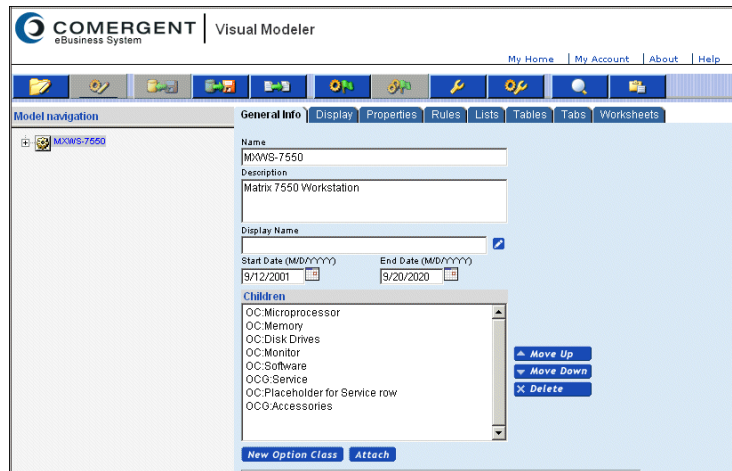 COMERGENT Visual Modeler
eBusiness System
My Home | My Account | About | Help
Model navigation
General Info Display Properties Rules Lists Tables Tabs Worksheets
MXWS-7550
Name
MXWS-7550
Description
Matrix 7550 Workstation
Display Name
Start Date (M/D/YYYY) End Date (M/D/YYYY)
9/12/2001 9/20/2020
Children
OC:Microprocessor
OC:Memory
OC:Disk Drives
OC:Monitor
OC:Software
OCG:Service
OC:Placeholder for Service row
OCG:Accessories
Move Up
Move Down
Delete
New Option Class Attach